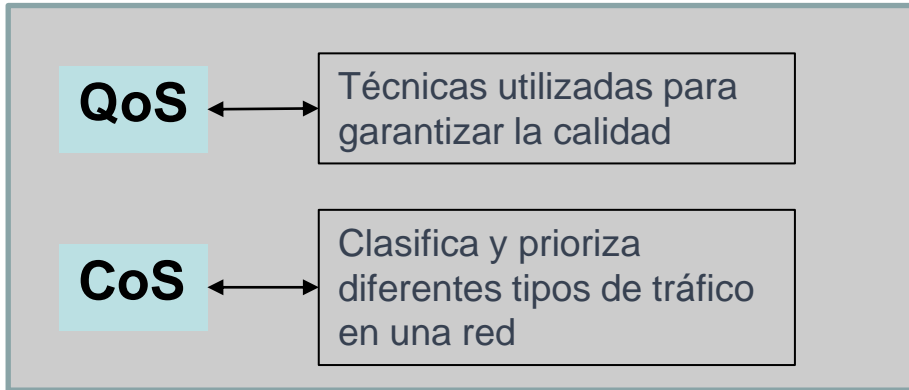 QoS
Técnicas utilizadas para
garantizar la calidad
CoS
Clasifica y prioriza
diferentes tipos de tráfico
en una red